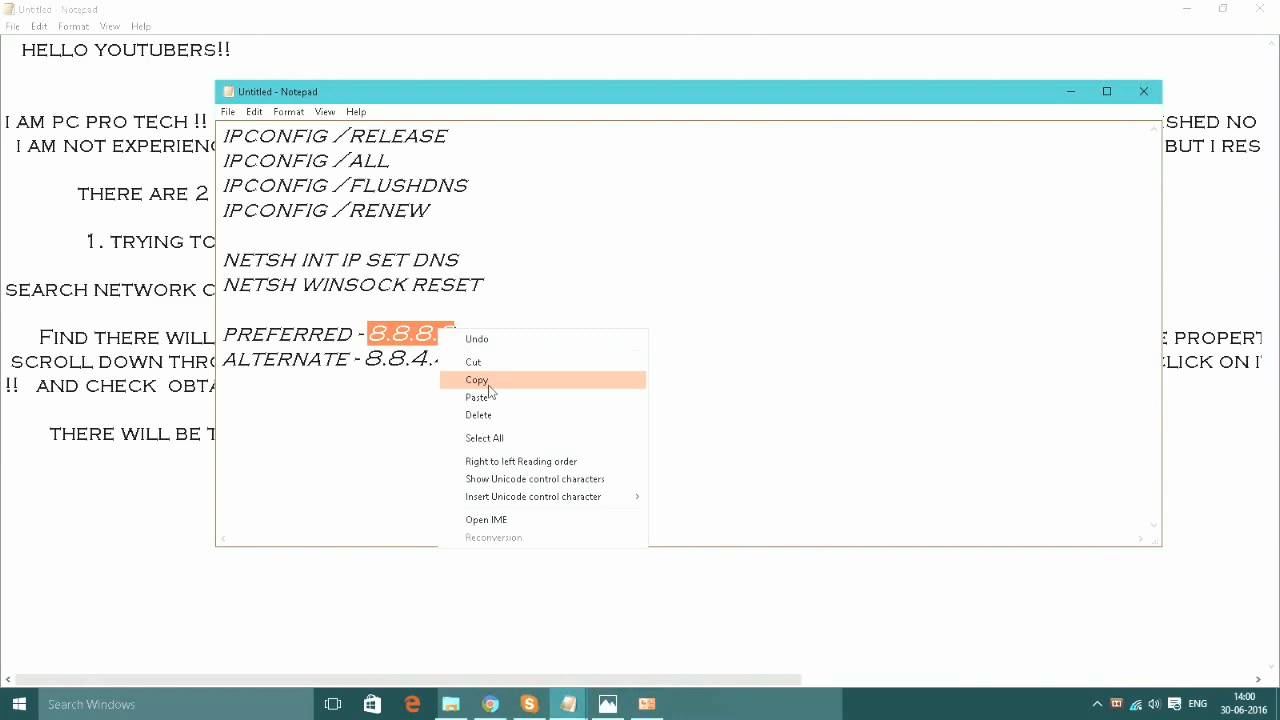 Untitled - Notepad
File Edit Format View Help
HELLO YOUTUBERS!!
I AM PC PRO TECH !!
SHED NO
I AM NOT
BUT I
THERE ARE 2
1. TRYING TO
SEARCH NETWORK
FIND THERE WILL
SCROLL DOWN
CLICK ON
!! AND CHECK
THERE WILL BE
Untitled - Notepad
File Edit Format View Help
IPCONFIG /RELEASE
IPCONFIG /ALL
IPCONFIG /FLUSHDNS
IPCONFIG /RENEW
NETSH INT IP SET DNS
NETSH WINSOCK RESET
PREFERRED - 8.8.8.
ALTERNATE - 8.8.4.
Undo
Cut
Copy
Paste
Delete
Select All
Right to left Reading order
Show Unicode control characters
Insert Unicode control character
Open IME
Reconversion
Search Windows
ENG
14:00
30-06-2016